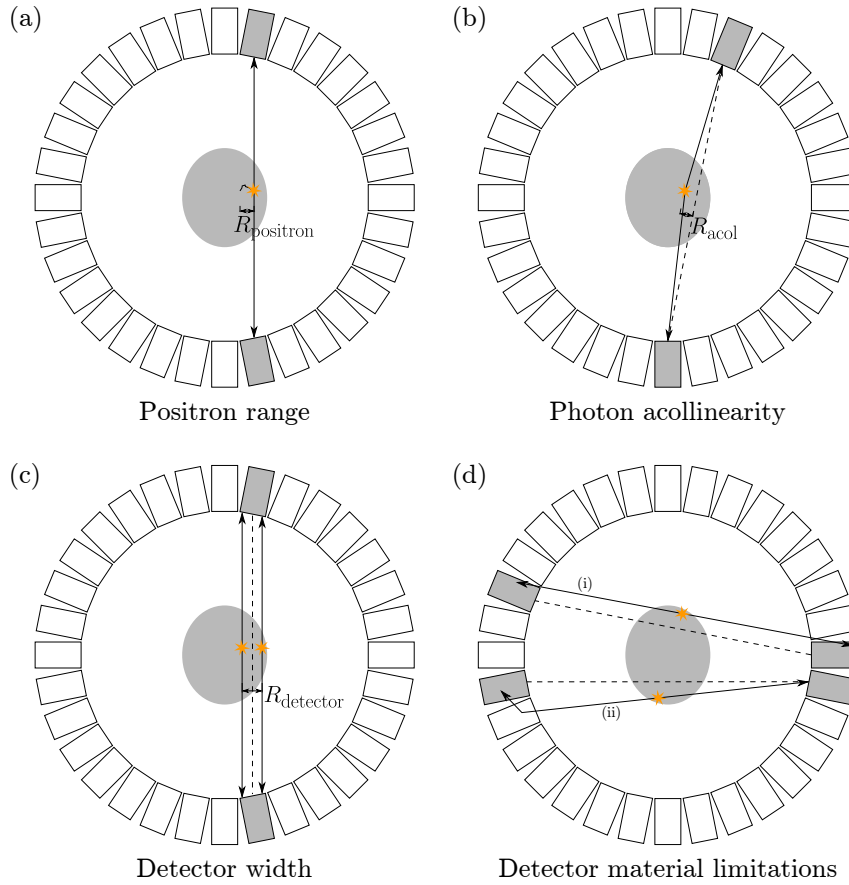 (a)
R_positron
Positron range
(b)
R_acol
Photon acollinearity
(c)
R_detector
Detector width
(d)
(i)
(ii)
Detector material limitations